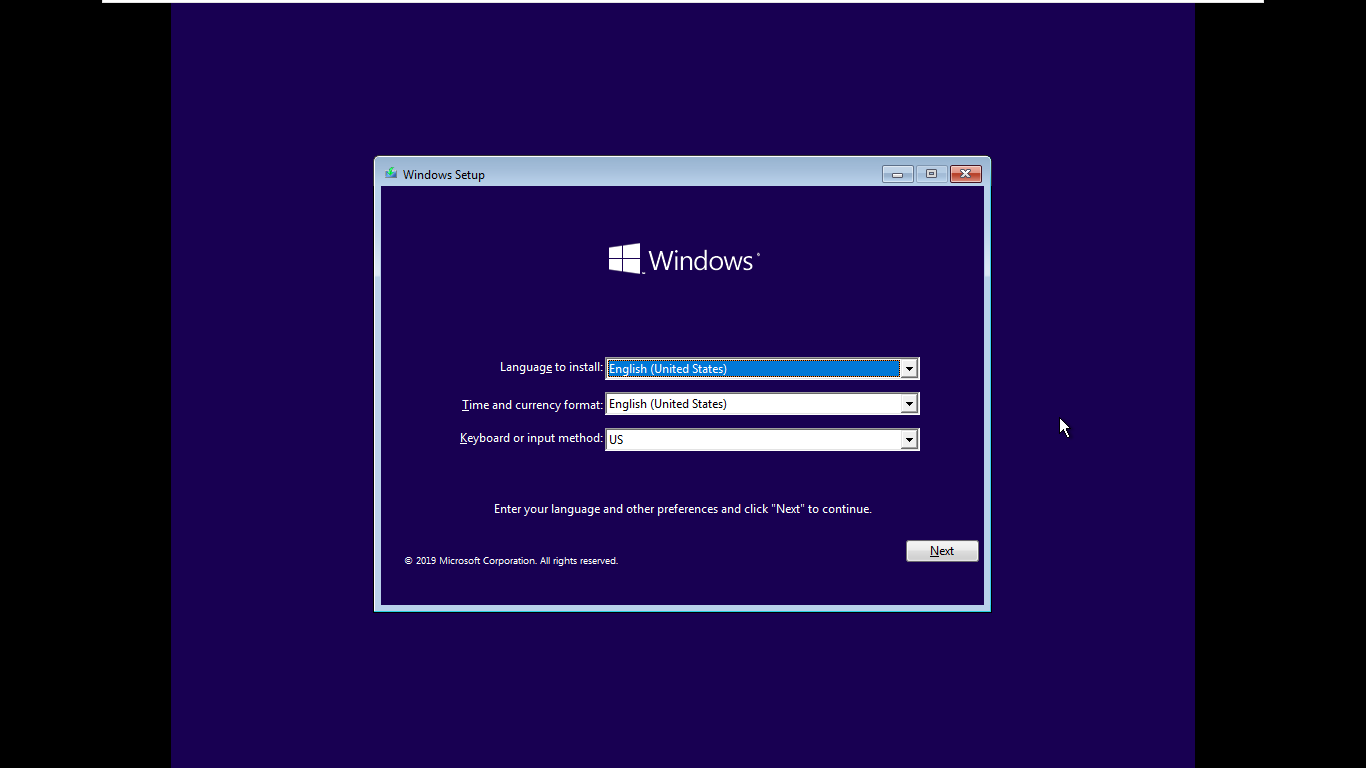 Windows Setup
Windows
Language to install: English (United States)
Time and currency format: English (United States)
Keyboard or input method: US
Enter your language and other preferences and click "Next" to continue.
Next
© 2019 Microsoft Corporation. All rights reserved.